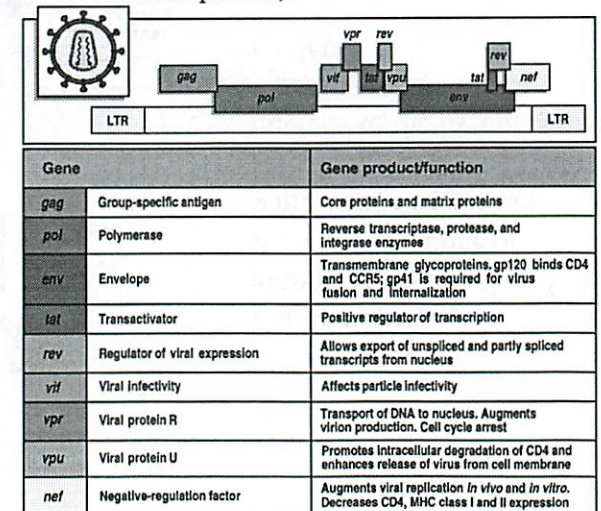 vpr rev
rev
gag vif tat vpu tat nef
pol env
LTR LTR
Gene Gene product/function
gag Group-specific antigen Core proteins and matrix proteins
pol Polymerase Reverse transcriptase, protease, and
integrase enzymes
env Envelope Transmembrane glycoproteins. gp120 binds CD4
and CCR5; gp41 is required for virus
fusion and internalization
tat Transactivator Positive regulator of transcription
rev Regulator of viral expression Allows export of unspliced and partly spliced
transcripts from nucleus
vif Viral infectivity Affects particle infectivity
vpr Viral protein R Transport of DNA to nucleus. Augments
virion production. Cell cycle arrest
vpu Viral protein U Promotes intracellular degradation of CD4 and
enhances release of virus from cell membrane
nef Negative-regulation factor Augments viral replication in vivo and in vitro.
Decreases CD4, MHC class I and II expression